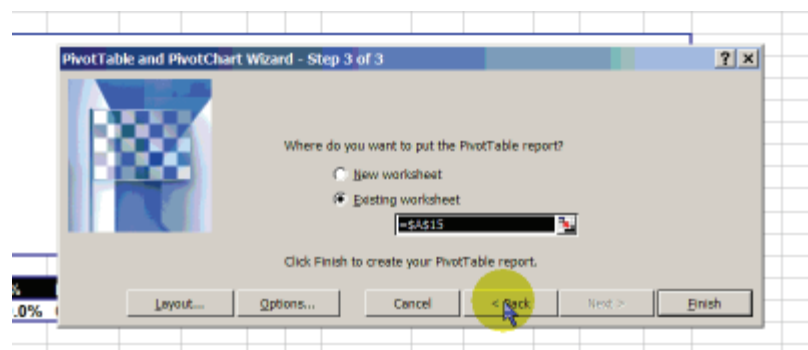 PivotTable and PivotChart Wizard - Step 3 of 3
Where do you want to put the PivotTable report?
New worksheet
Existing worksheet
=$A$15
Click Finish to create your PivotTable report.
%
.0%
Layout... Options... Cancel < Back Next > Finish